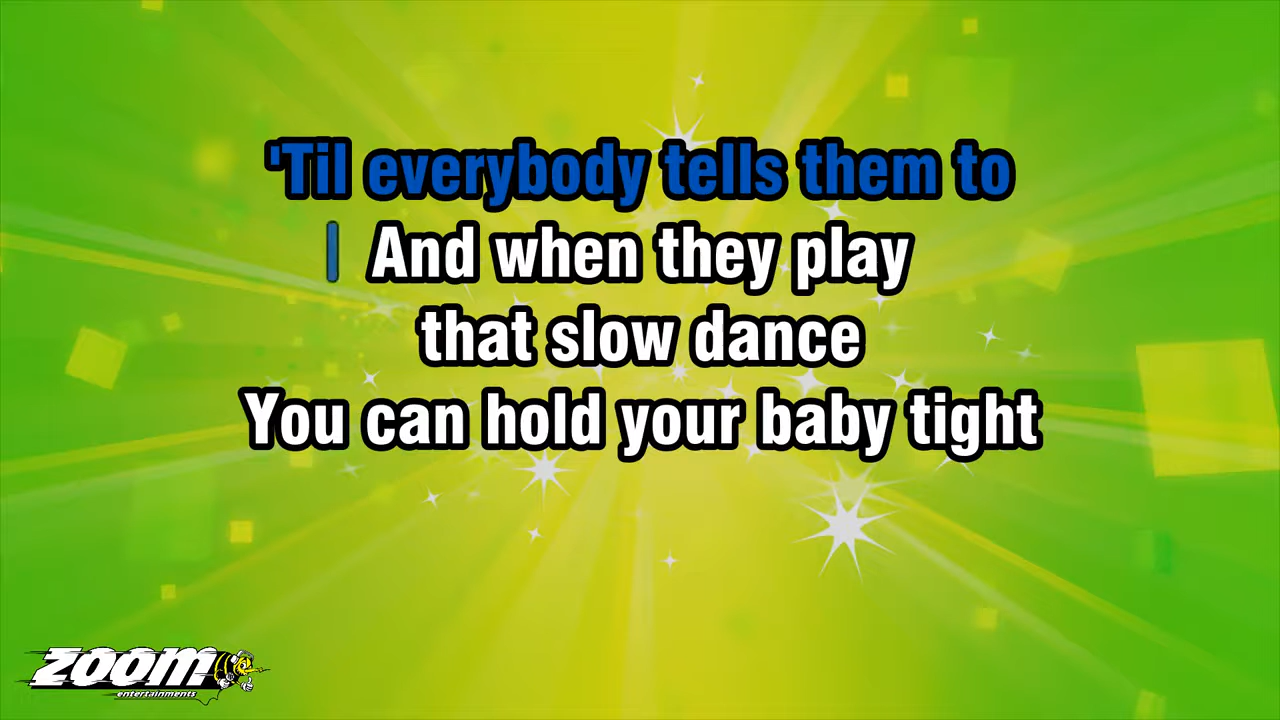 'Til everybody tells them to
And when they play
that slow dance
You can hold your baby tight
zoom
entertainments